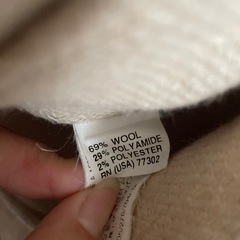 69% WOOL
29% POLYAMIDE
2% POLYESTER
RN (USA) 77302